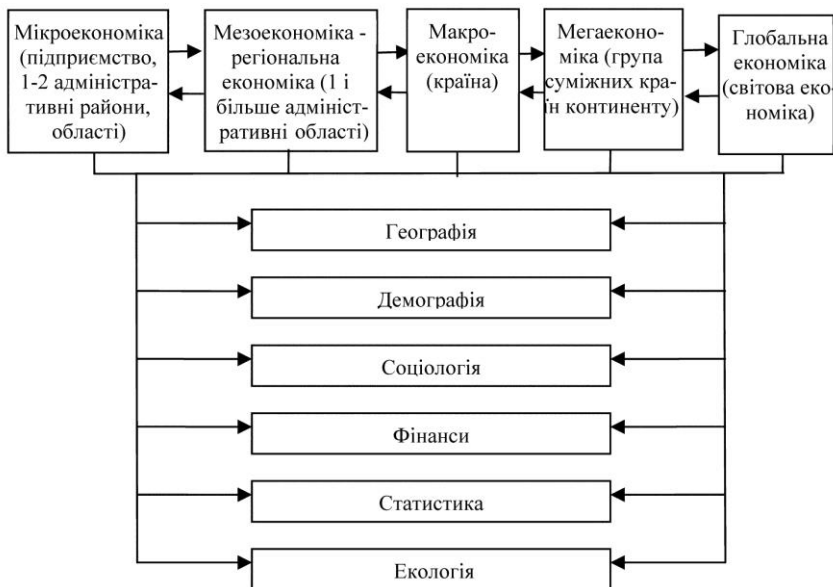 Мікроекономіка
(підприємство,
1-2 адміністра-
тивні райони,
області)
Мезоекономіка -
регіональна
економіка (1 і
більше адмініст-
ративні області)
Макро-
економіка
(країна)
Мегаеконо-
міка (група
суміжних кра-
їн континенту)
Глобальна
економіка
(світова еко-
номіка)
Географія
Демографія
Соціологія
Фінанси
Статистика
Екологія